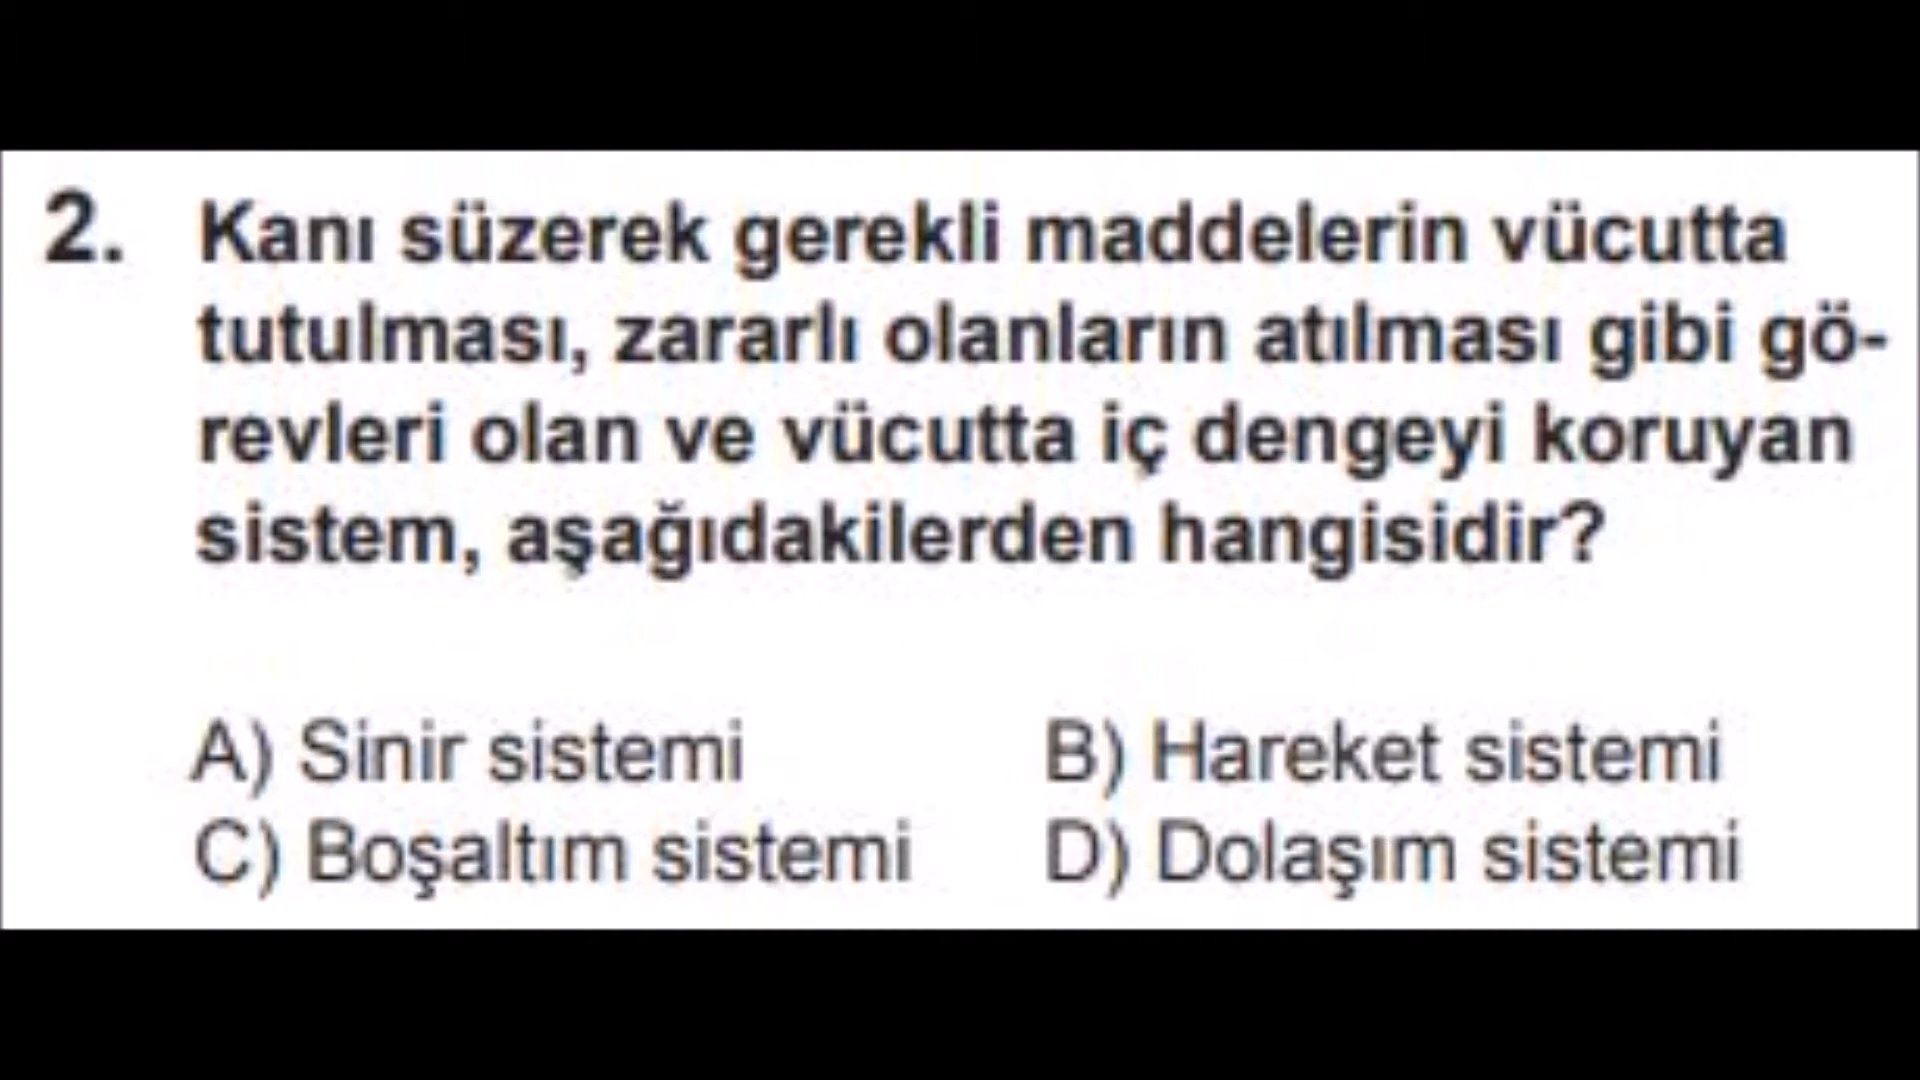 2. Kanı süzerek gerekli maddelerin vücutta
tutulması, zararlı olanların atılması gibi gö-
revleri olan ve vücutta iç dengeyi koruyan
sistem, aşağıdakilerden hangisidir?
A) Sinir sistemi B) Hareket sistemi
C) Boşaltım sistemi D) Dolaşım sistemi